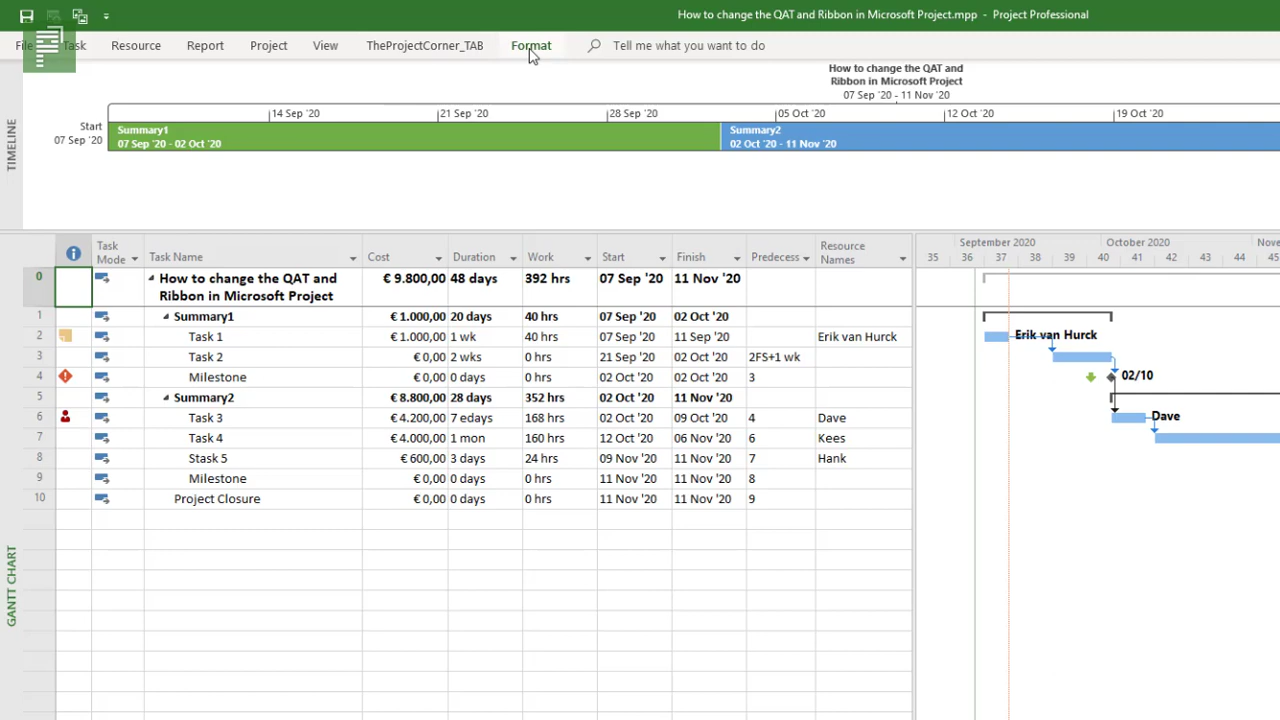 How to change the QAT and Ribbon in Microsoft Project.mpp - Project Professional
Task Resource Report Project View TheProjectCorner_TAB Format Tell me what you want to do
TIMELINE
How to change the QAT and
Ribbon in Microsoft Project
07 Sep '20 - 11 Nov '20
14 Sep '20 21 Sep '20 28 Sep '20 05 Oct '20 12 Oct '20 19 Oct '20
Start
07 Sep '20
Summary1
07 Sep '20 - 02 Oct '20
Summary2
02 Oct '20 - 11 Nov '20
Task Mode Task Name Cost Duration Work Start Finish Predecess Resource Names
September 2020 October 2020
35 36 37 38 39 40 41 42 43 44 45
0 How to change the QAT and Ribbon in Microsoft Project € 9.800,00 48 days 392 hrs 07 Sep '20 11 Nov '20
1 Summary1 € 1.000,00 20 days 40 hrs 07 Sep '20 02 Oct '20
2 Task 1 € 1.000,00 1 wk 40 hrs 07 Sep '20 11 Sep '20 Erik van Hurck Erik van Hurck
3 Task 2 € 0,00 2 wks 0 hrs 21 Sep '20 02 Oct '20 2FS+1 wk
4 Milestone € 0,00 0 days 0 hrs 02 Oct '20 02 Oct '20 3 02/10
5 Summary2 € 8.800,00 28 days 352 hrs 02 Oct '20 11 Nov '20
6 Task 3 € 4.200,00 7 edays 168 hrs 02 Oct '20 09 Oct '20 4 Dave Dave
7 Task 4 € 4.000,00 1 mon 160 hrs 12 Oct '20 06 Nov '20 6 Kees
8 Stask 5 € 600,00 3 days 24 hrs 09 Nov '20 11 Nov '20 7 Hank
9 Milestone € 0,00 0 days 0 hrs 11 Nov '20 11 Nov '20 8
10 Project Closure € 0,00 0 days 0 hrs 11 Nov '20 11 Nov '20 9
GANTT CHART